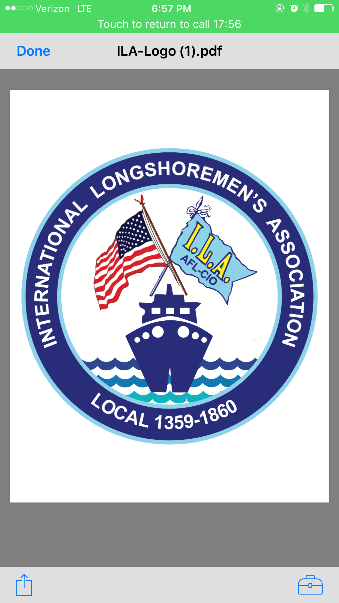 Verizon LTE 6:57 PM
Touch to return to call 17:56
Done ILA-Logo (1).pdf
INTERNATIONAL LONGSHOREMEN'S ASSOCIATION
I.L.A.
AFL-CIO
LOCAL 1359-1860